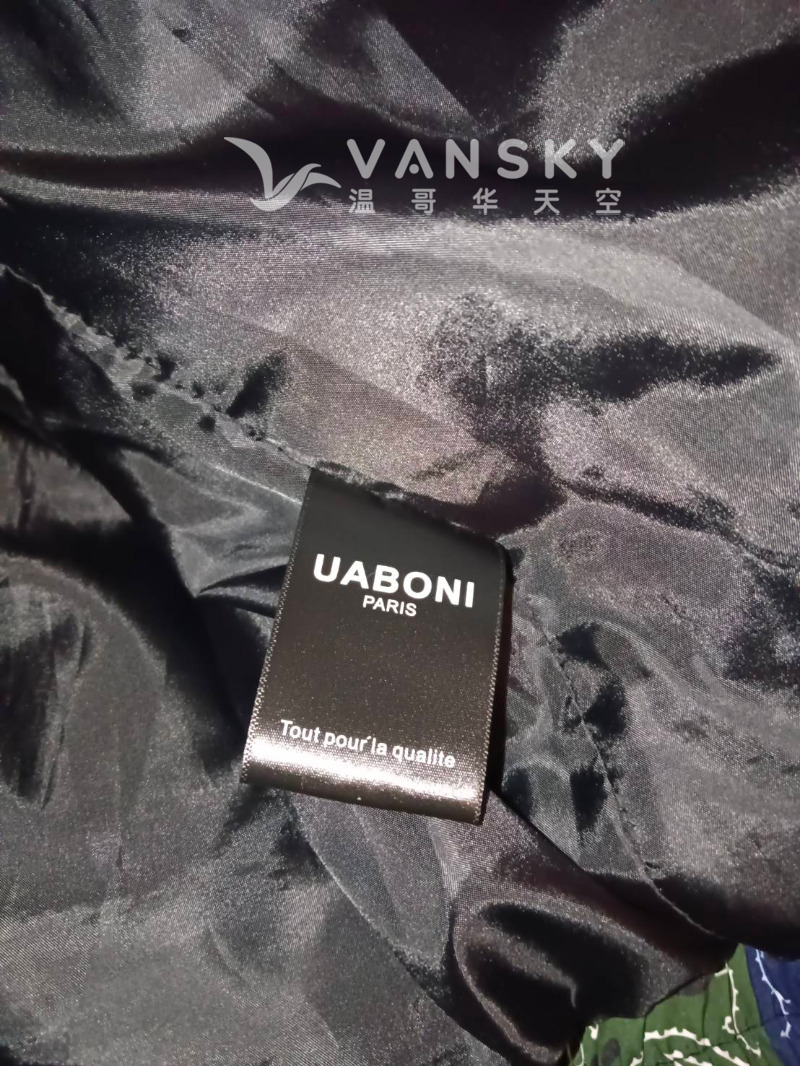 VANSKY
温哥华天空
UABONI
PARIS
Tout pour'la qualite